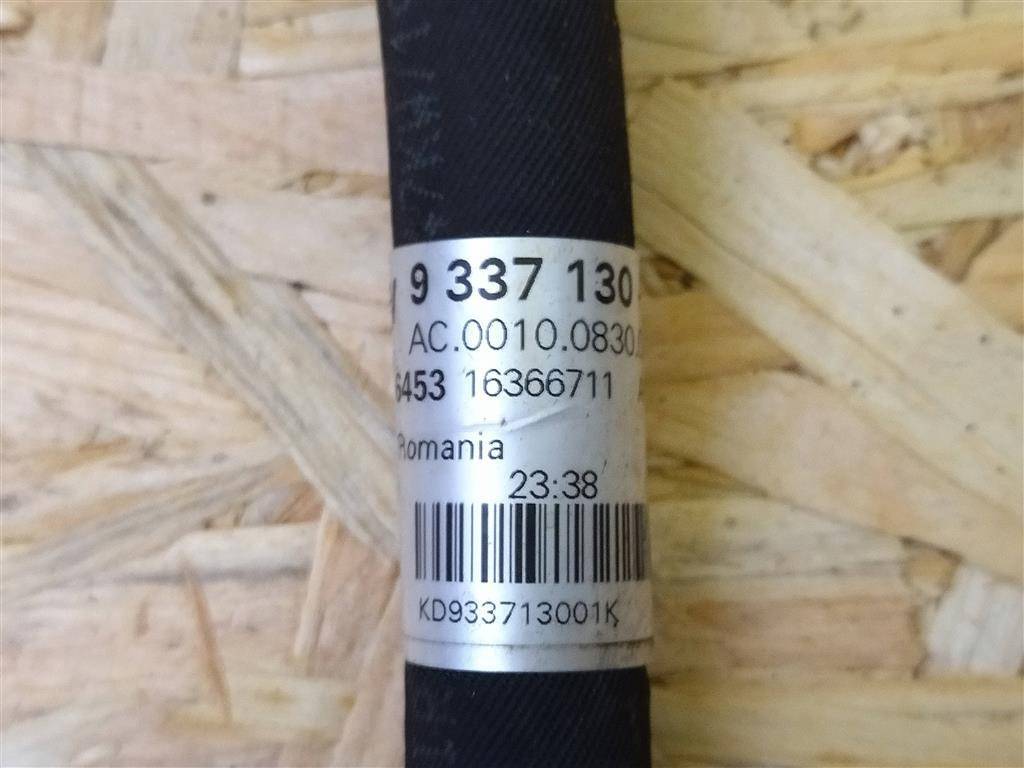 9 337 130
AC.0010.0830.
6453 16366711
Romania
23:38
KD933713001K